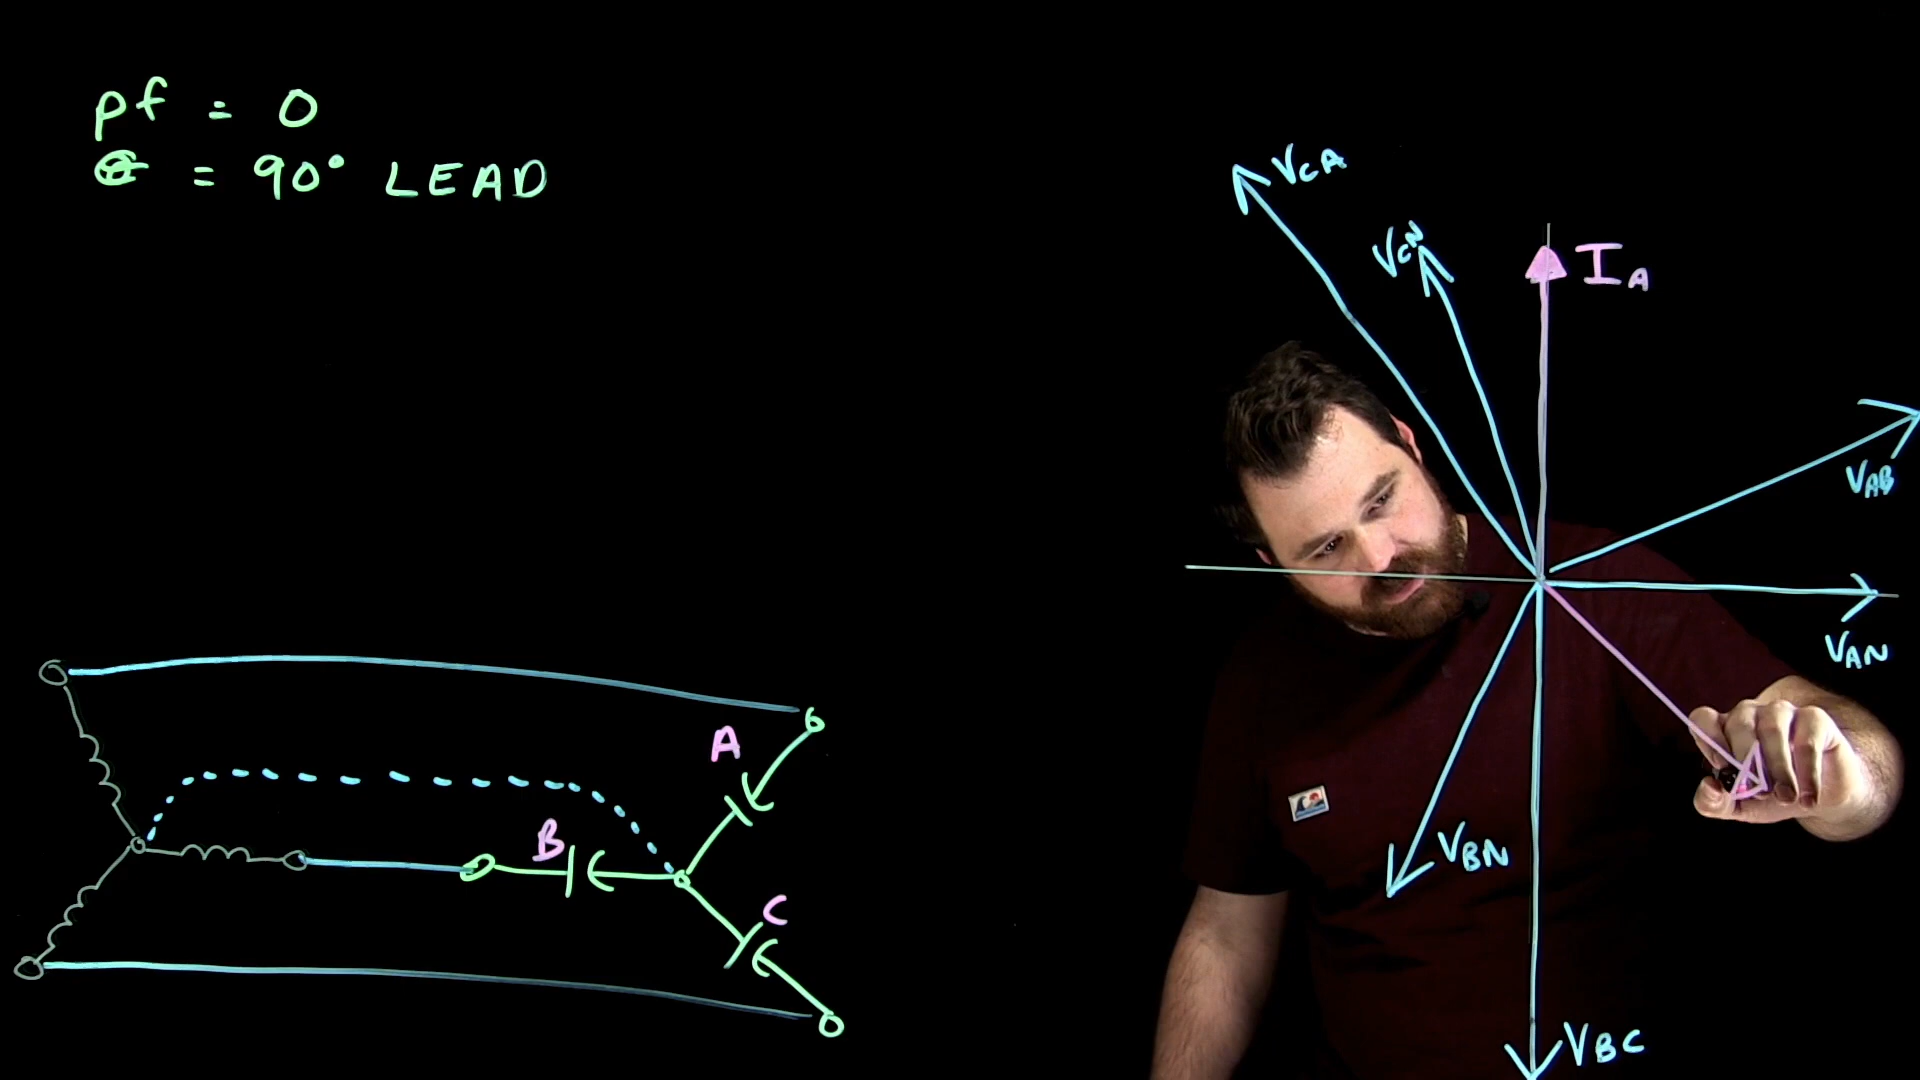 pf = 0
θ = 90° LEAD
VCA
VCN
IA
VAB
VAN
A
B
C
VBN
VBC